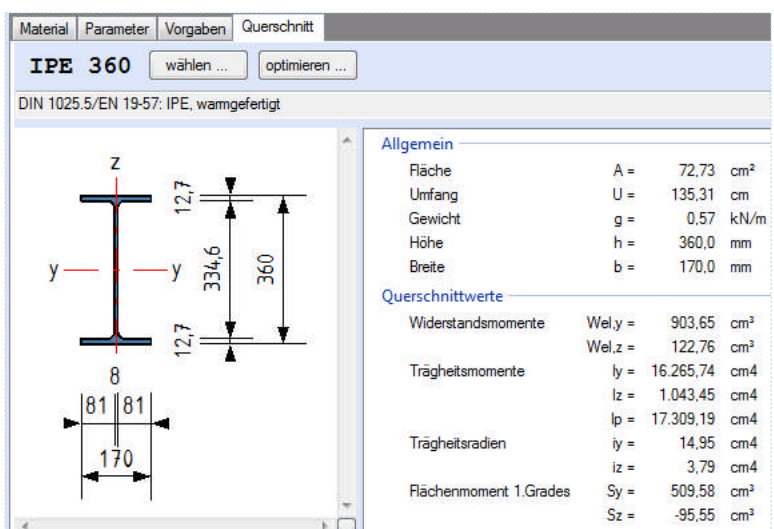 Material Parameter Vorgaben Querschnitt
IPE 360 wählen ... optimieren ...
DIN 1025.5/EN 19-57: IPE, warmgefertigt
z
12,7
y y
334,6
360
12,7
8
81 81
170
Allgemein
Fläche A = 72,73 cm²
Umfang U = 135,31 cm
Gewicht g = 0,57 kN/m
Höhe h = 360,0 mm
Breite b = 170,0 mm
Querschnittwerte
Widerstandsmomente Wel,y = 903,65 cm³
Wel,z = 122,76 cm³
Trägheitsmomente Iy = 16.265,74 cm4
Iz = 1.043,45 cm4
Ip = 17.309,19 cm4
Trägheitsradien iy = 14,95 cm4
iz = 3,79 cm4
Flächenmoment 1.Grades Sy = 509,58 cm³
Sz = -95,55 cm³